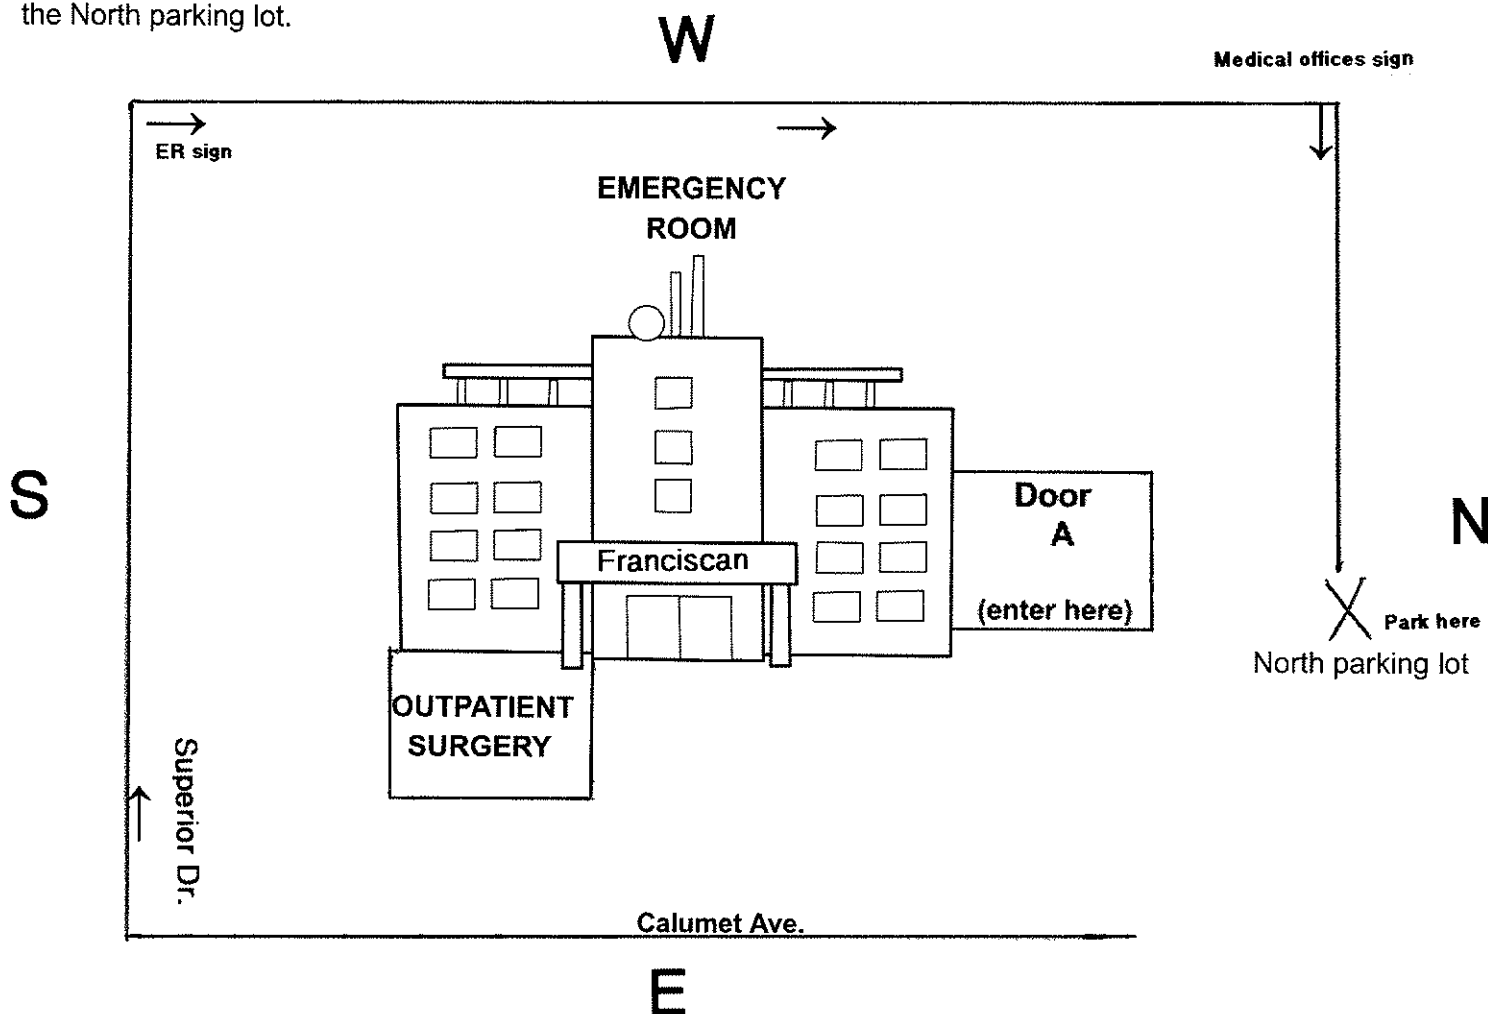 the North parking lot.
W
Medical offices sign
ER sign
EMERGENCY
ROOM
S
Door
A
N
Franciscan
(enter here)
Park here
North parking lot
OUTPATIENT
SURGERY
Superior Dr.
Calumet Ave.
E